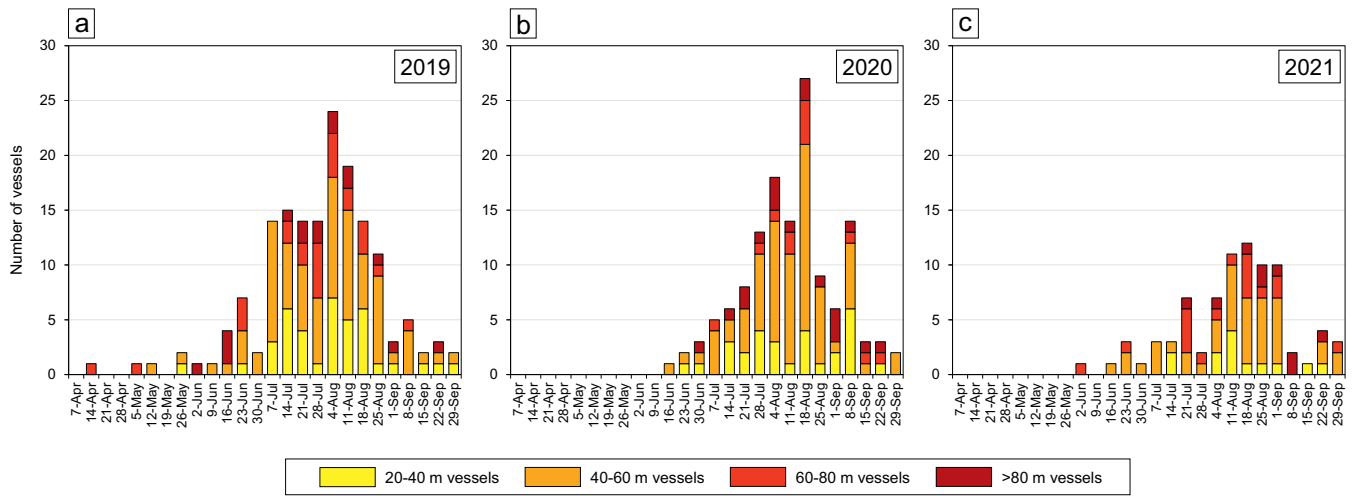 a
b
c
2019
2020
2021
Number of vessels
30
25
20
15
10
5
0
7-Apr
14-Apr
21-Apr
28-Apr
5-May
12-May
19-May
26-May
2-Jun
9-Jun
16-Jun
23-Jun
30-Jun
7-Jul
14-Jul
21-Jul
28-Jul
4-Aug
11-Aug
18-Aug
25-Aug
1-Sep
8-Sep
15-Sep
22-Sep
29-Sep
30
25
20
15
10
5
0
7-Apr
14-Apr
21-Apr
28-Apr
5-May
12-May
19-May
26-May
2-Jun
9-Jun
16-Jun
23-Jun
30-Jun
7-Jul
14-Jul
21-Jul
28-Jul
4-Aug
11-Aug
18-Aug
25-Aug
1-Sep
8-Sep
15-Sep
22-Sep
29-Sep
30
25
20
15
10
5
0
7-Apr
14-Apr
21-Apr
28-Apr
5-May
12-May
19-May
26-May
2-Jun
9-Jun
16-Jun
23-Jun
30-Jun
7-Jul
14-Jul
21-Jul
28-Jul
4-Aug
11-Aug
18-Aug
25-Aug
1-Sep
8-Sep
15-Sep
22-Sep
29-Sep
20-40 m vessels
40-60 m vessels
60-80 m vessels
>80 m vessels